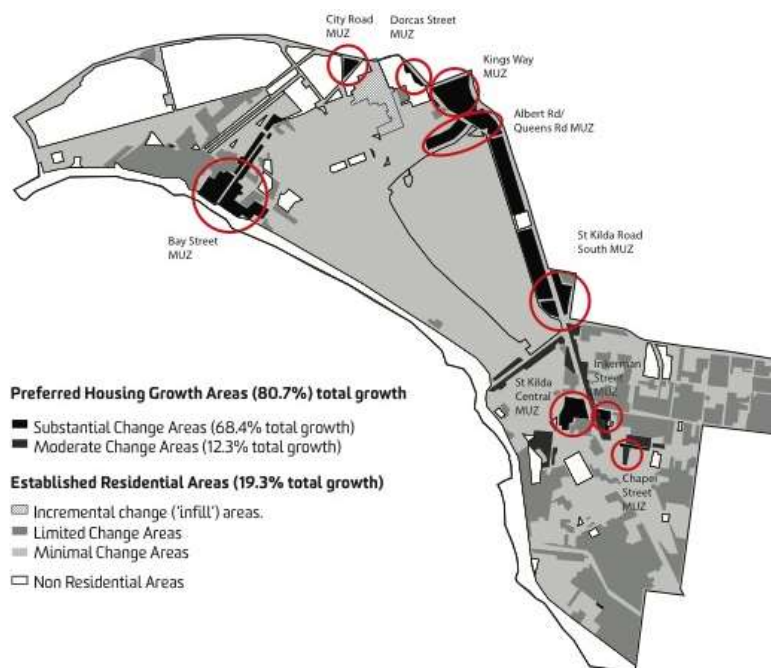 City Road
MUZ
Dorcas Street
MUZ
Kings Way
MUZ
Albert Rd/
Queens Rd MUZ
Bay Street
MUZ
St Kilda Road
South MUZ
Inkerman
Street
MUZ
St Kilda
Central
MUZ
Chapel
Street
MUZ
Preferred Housing Growth Areas (80.7%) total growth
Substantial Change Areas (68.4% total growth)
Moderate Change Areas (12.3% total growth)
Established Residential Areas (19.3% total growth)
Incremental change ('infill') areas.
Limited Change Areas
Minimal Change Areas
Non Residential Areas